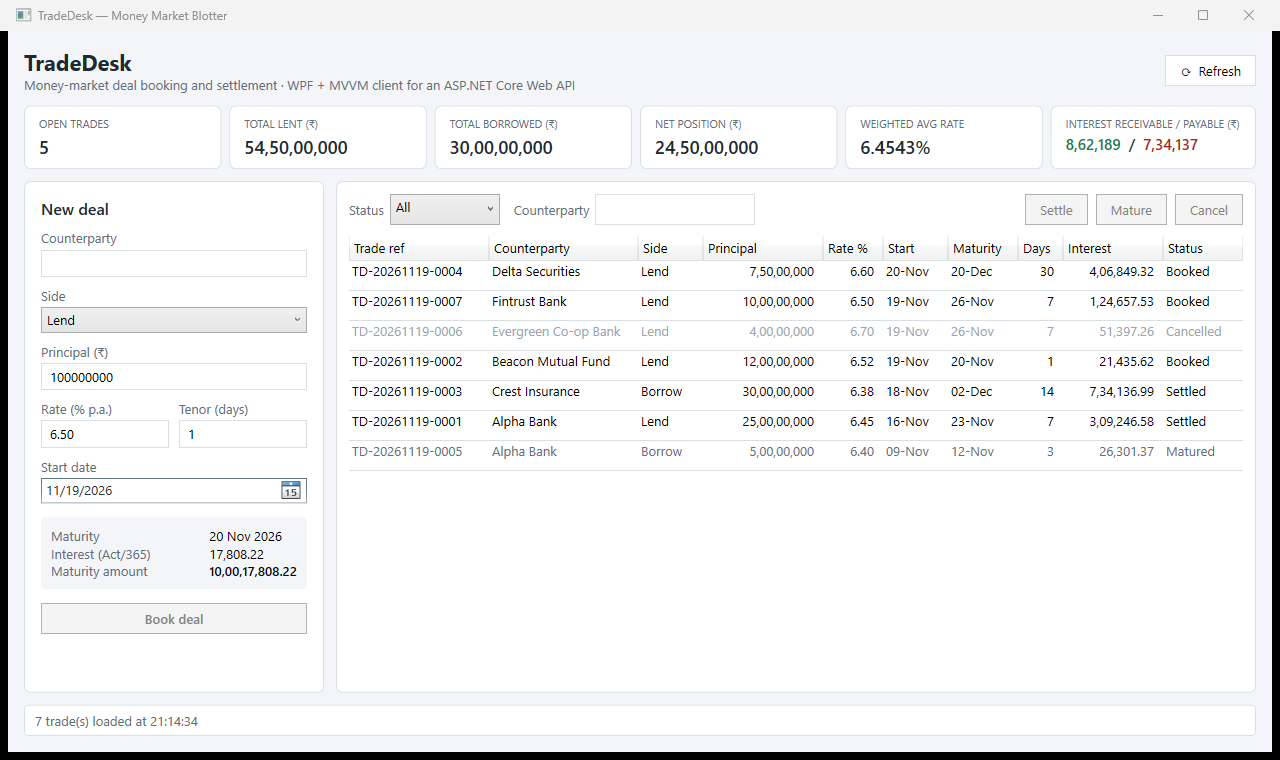 TradeDesk — Money Market Blotter
TradeDesk
Money-market deal booking and settlement · WPF + MVVM client for an ASP.NET Core Web API
⟳ Refresh
OPEN TRADES
5
TOTAL LENT (₹)
54,50,00,000
TOTAL BORROWED (₹)
30,00,00,000
NET POSITION (₹)
24,50,00,000
WEIGHTED AVG RATE
6.4543%
INTEREST RECEIVABLE / PAYABLE (₹)
8,62,189 / 7,34,137
New deal
Counterparty
Side
Lend
Principal (₹)
100000000
Rate (% p.a.) Tenor (days)
6.50 1
Start date
11/19/2026 15
Maturity 20 Nov 2026
Interest (Act/365) 17,808.22
Maturity amount 10,00,17,808.22
Book deal
Status All Counterparty Settle Mature Cancel
Trade ref Counterparty Side Principal Rate % Start Maturity Days Interest Status
TD-20261119-0004 Delta Securities Lend 7,50,00,000 6.60 20-Nov 20-Dec 30 4,06,849.32 Booked
TD-20261119-0007 Fintrust Bank Lend 10,00,00,000 6.50 19-Nov 26-Nov 7 1,24,657.53 Booked
TD-20261119-0006 Evergreen Co-op Bank Lend 4,00,00,000 6.70 19-Nov 26-Nov 7 51,397.26 Cancelled
TD-20261119-0002 Beacon Mutual Fund Lend 12,00,00,000 6.52 19-Nov 20-Nov 1 21,435.62 Booked
TD-20261119-0003 Crest Insurance Borrow 30,00,00,000 6.38 18-Nov 02-Dec 14 7,34,136.99 Settled
TD-20261119-0001 Alpha Bank Lend 25,00,00,000 6.45 16-Nov 23-Nov 7 3,09,246.58 Settled
TD-20261119-0005 Alpha Bank Borrow 5,00,00,000 6.40 09-Nov 12-Nov 3 26,301.37 Matured
7 trade(s) loaded at 21:14:34